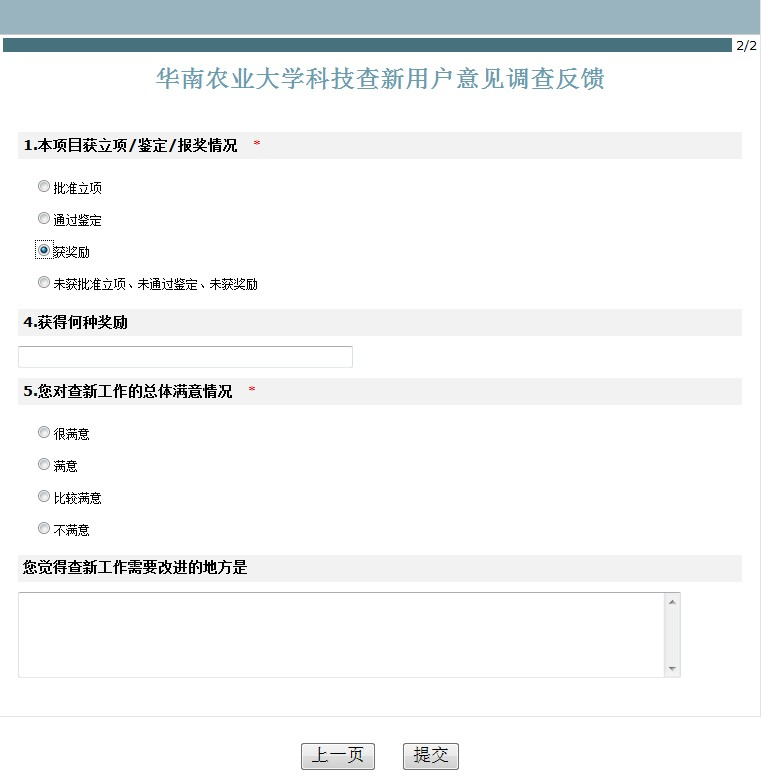 2/2
华南农业大学科技查新用户意见调查反馈
1.本项目获立项/鉴定/报奖情况 *
批准立项
通过鉴定
获奖励
未获批准立项、未通过鉴定、未获奖励
4.获得何种奖励
5.您对查新工作的总体满意情况 *
很满意
满意
比较满意
不满意
您觉得查新工作需要改进的地方是
上一页 提交